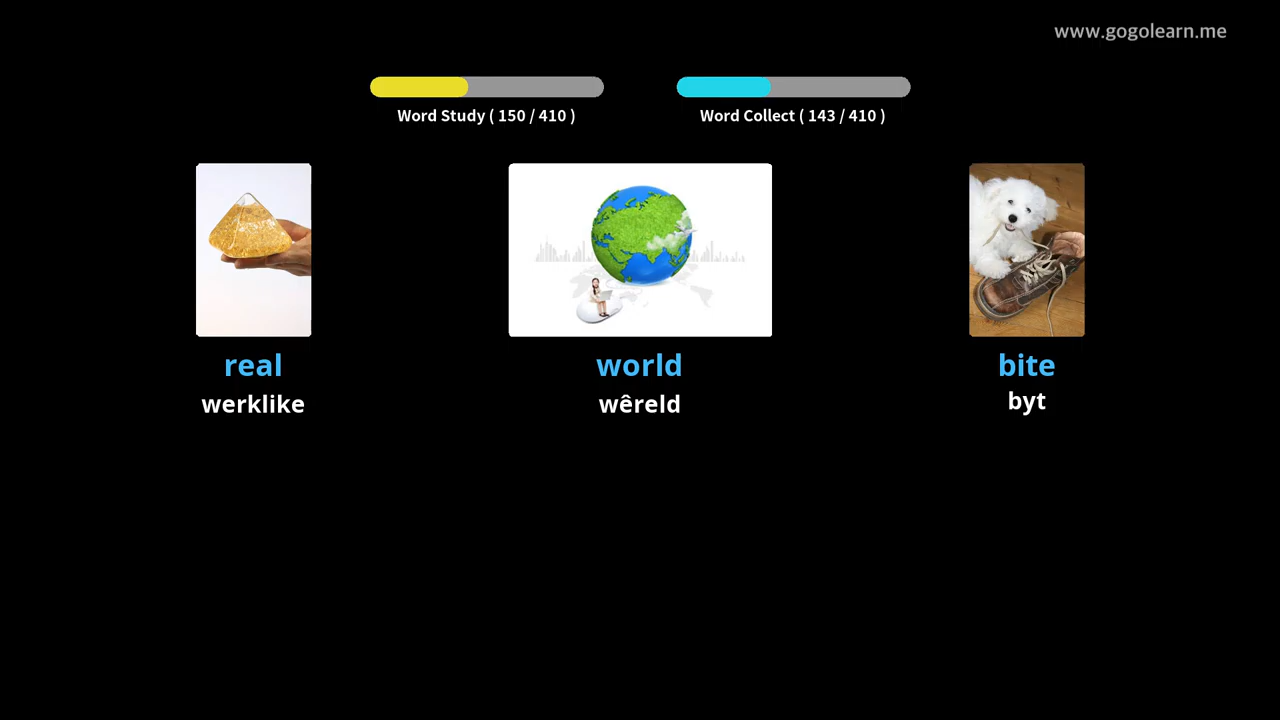 www.gogolearn.me
Word Study ( 150 / 410 )
Word Collect ( 143 / 410 )
real
werklike
world
wêreld
bite
byt